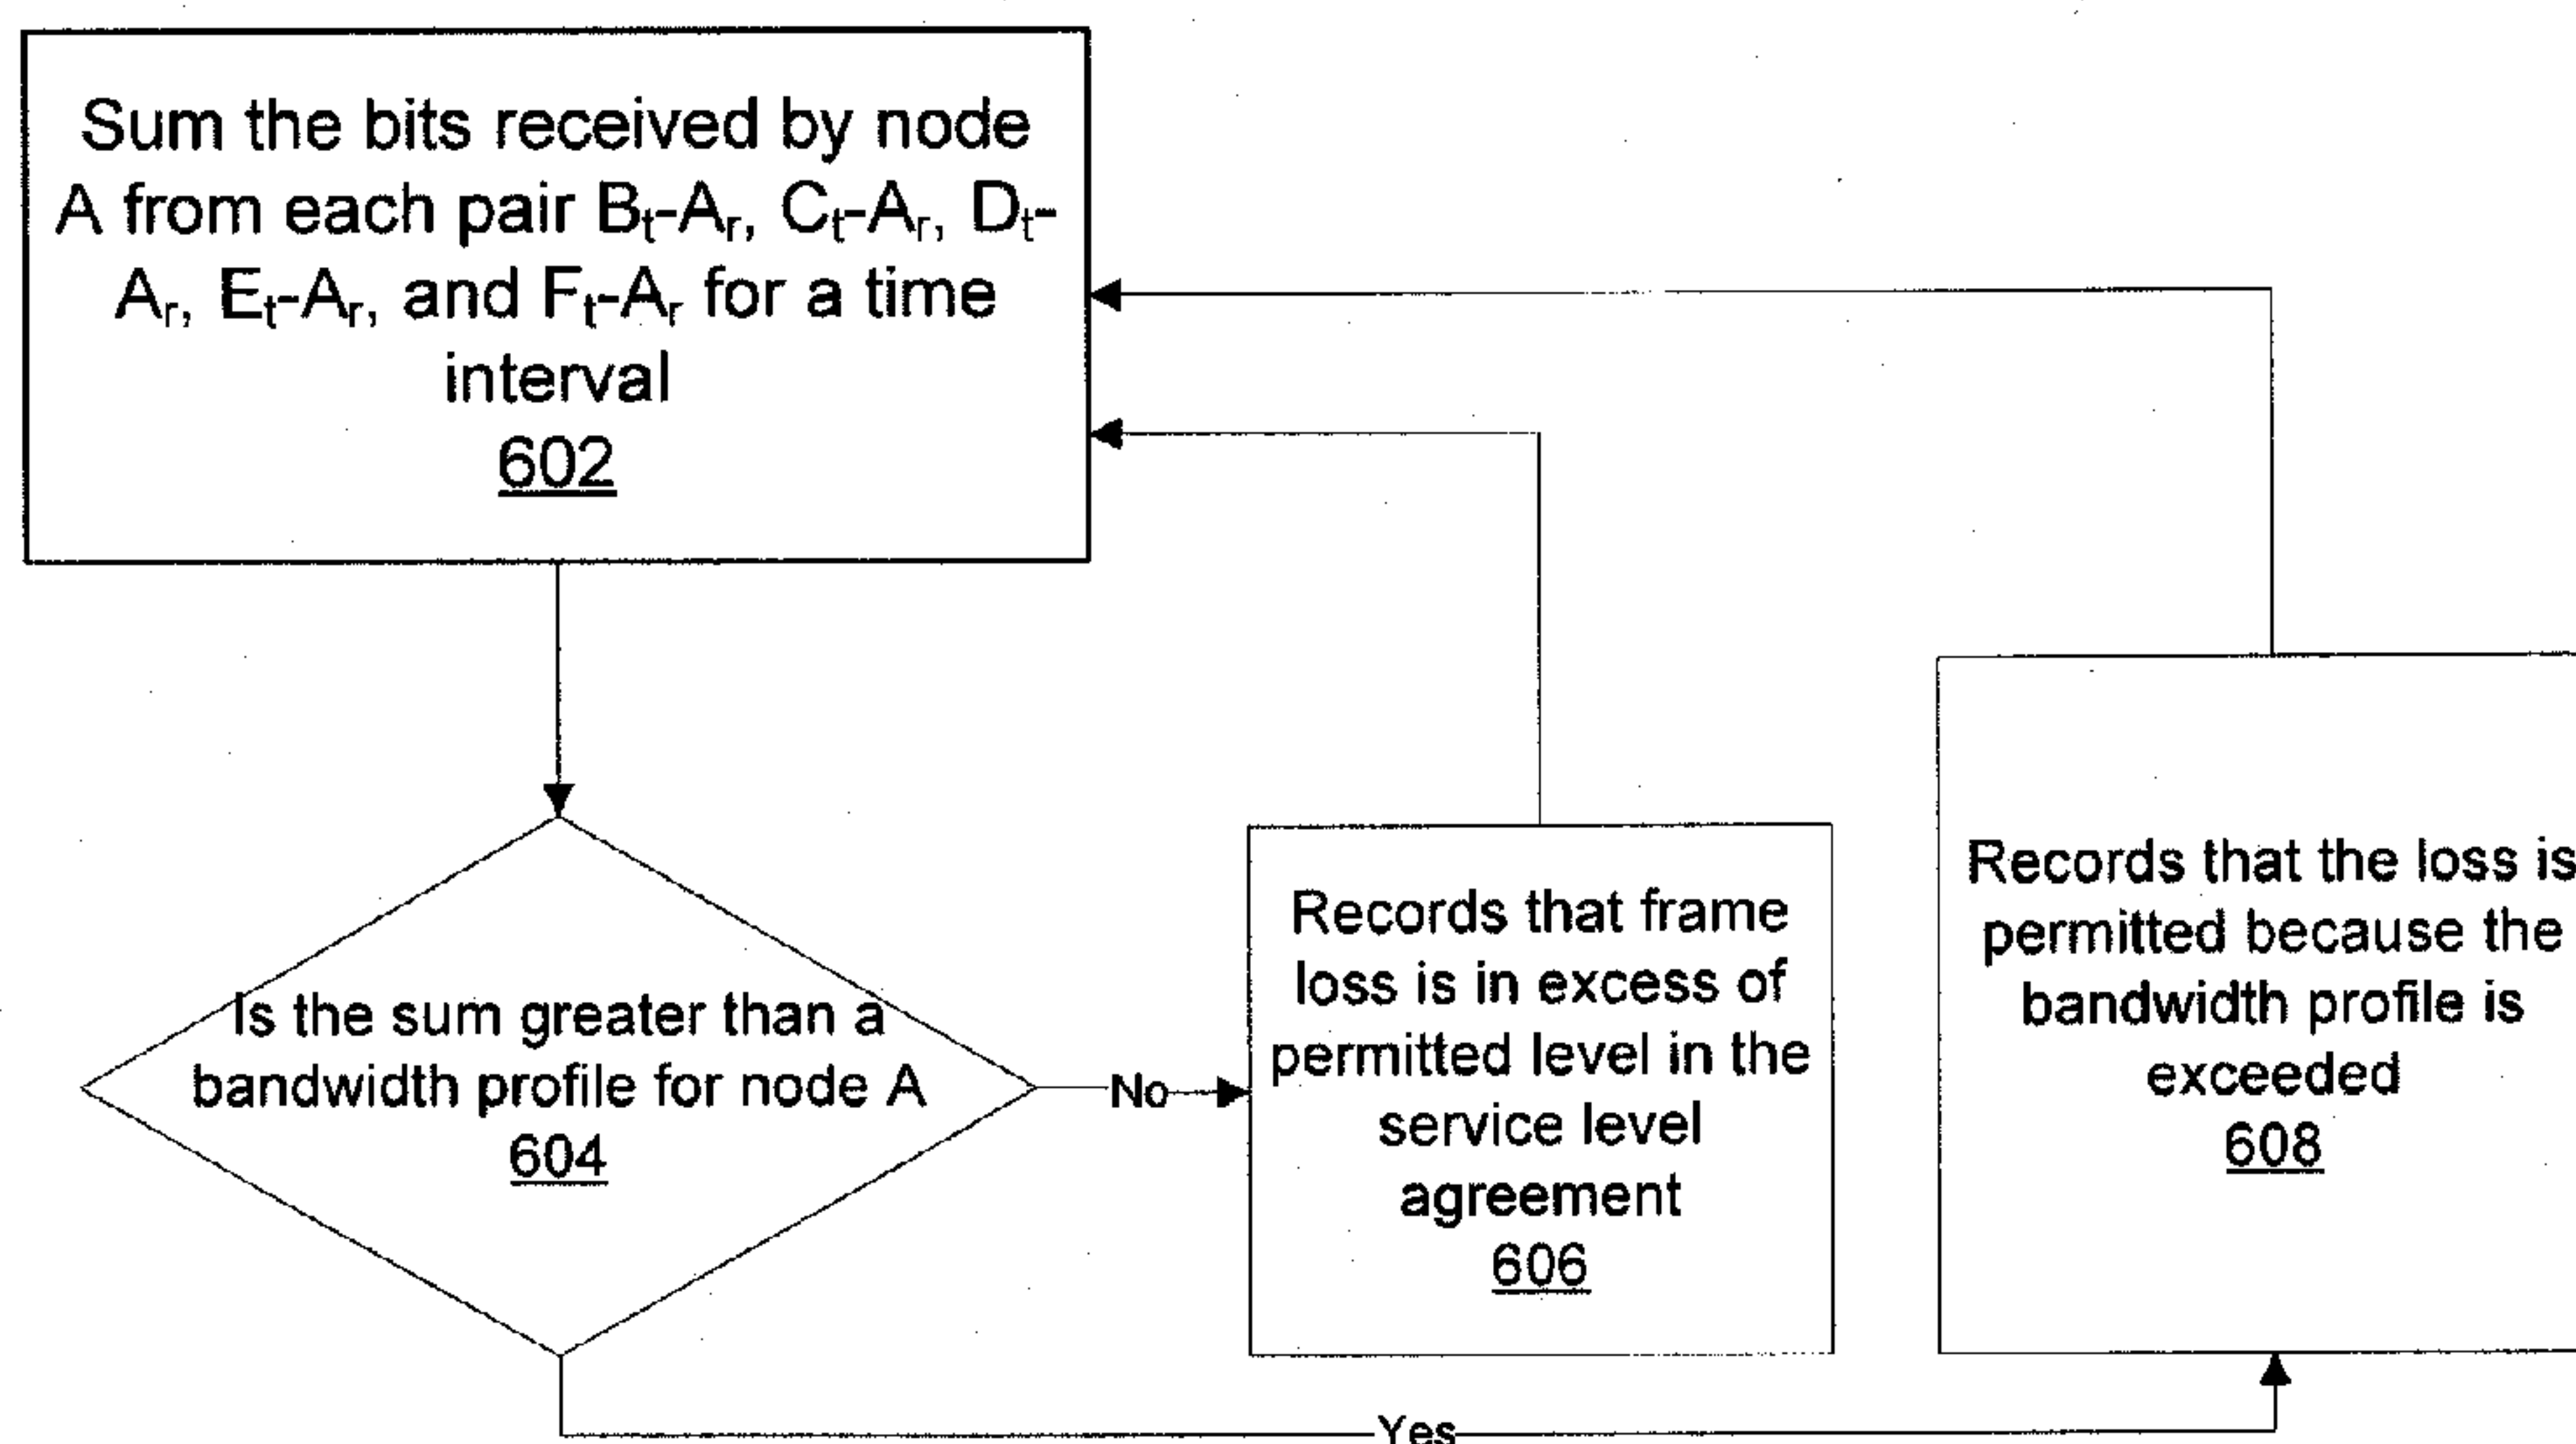 Sum the bits received by node
A from each pair Bt-Ar, Ct-Ar, Dt-
Ar, Et-Ar, and Ft-Ar for a time
interval
602
Is the sum greater than a
bandwidth profile for node A
604
No
Records that frame
loss is in excess of
permitted level in the
service level
agreement
606
Records that the loss is
permitted because the
bandwidth profile is
exceeded
608
Yes